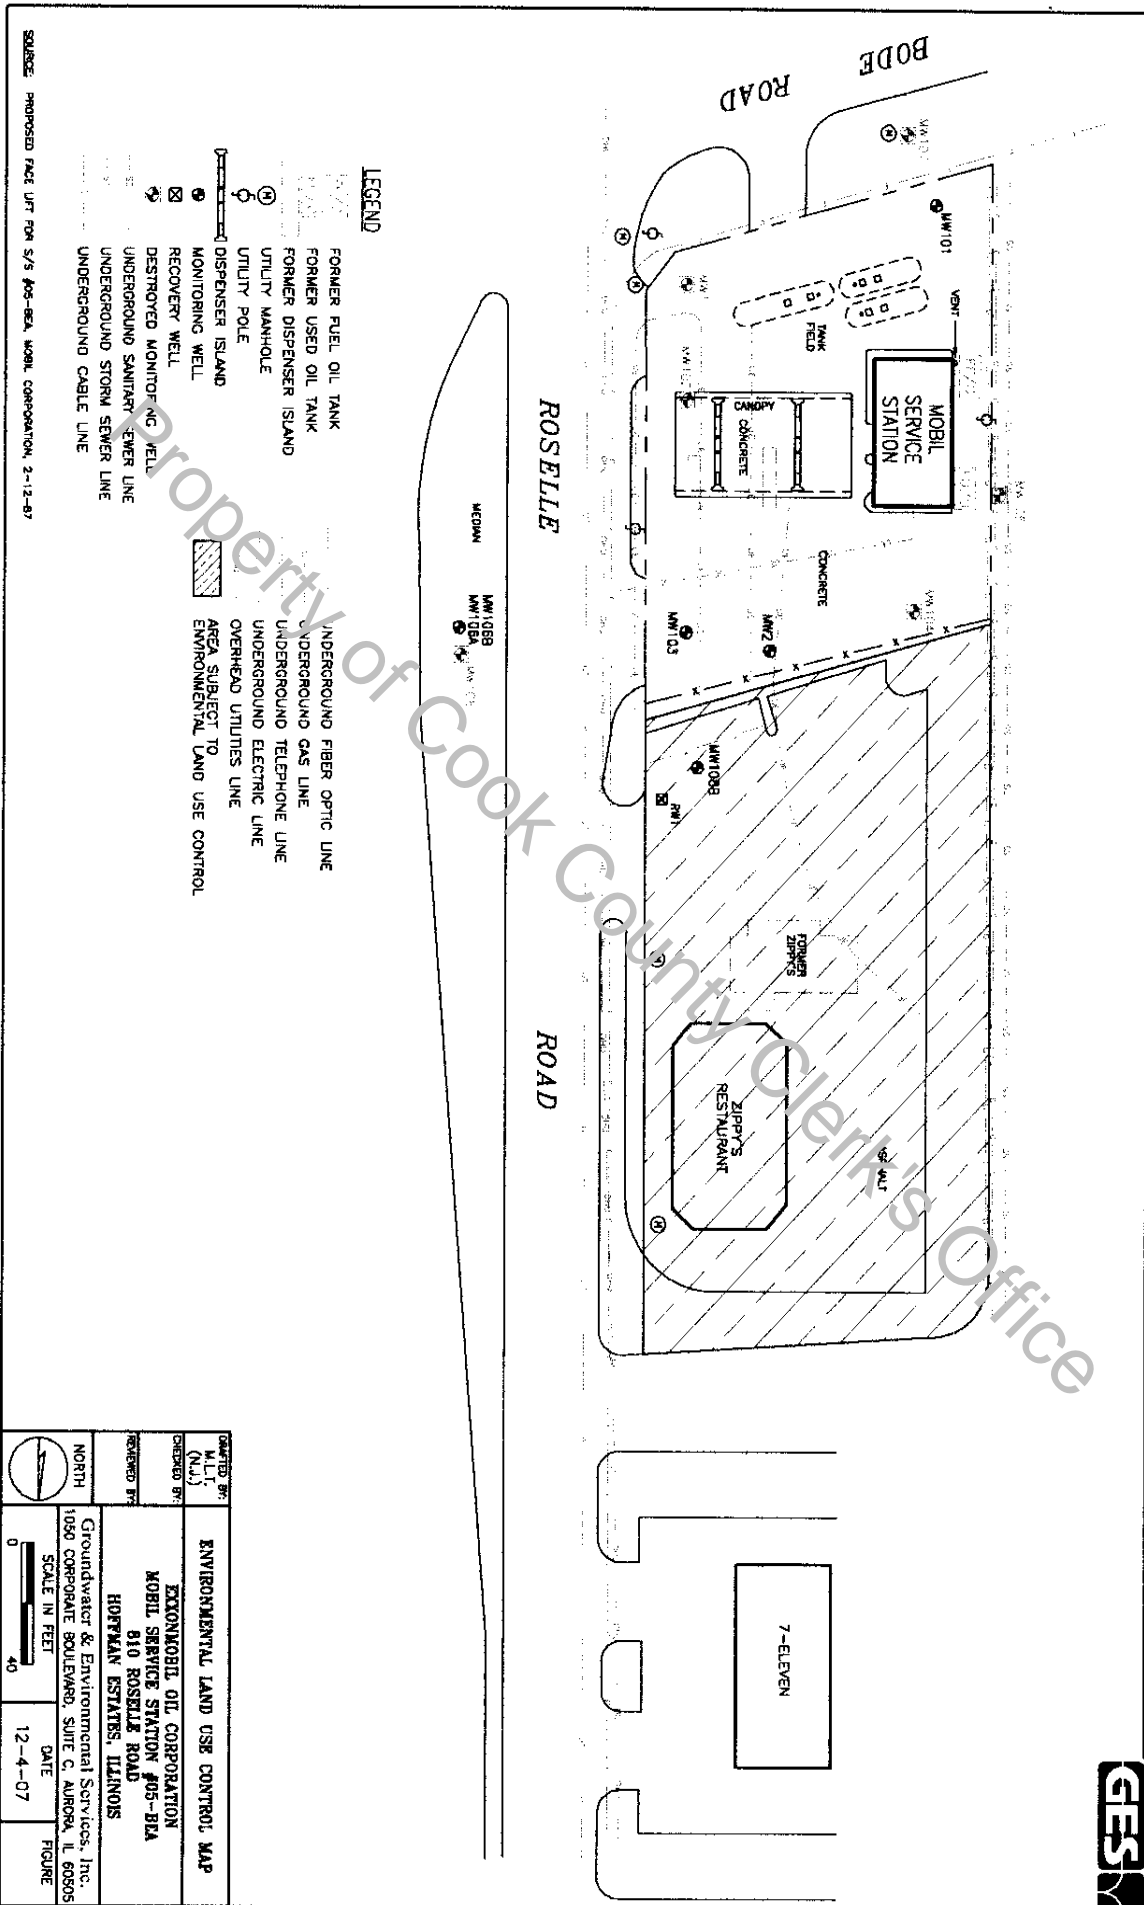 BODE
ROAD
MW101
VENT
TANK
FIELD
MOBIL
SERVICE
STATION
CANOPY
CONCRETE
CONCRETE
MW103
MW2
MW108B
RW1
FORMER
ZIPPY'S
ZIPPY'S
RESTAURANT
7-ELEVEN
ROSELLE
ROAD
MEDIAN
MW106B
MW106A
LEGEND
FORMER FUEL OIL TANK
FORMER USED OIL TANK
FORMER DISPENSER ISLAND
UTILITY MANHOLE
UTILITY POLE
DISPENSER ISLAND
MONITORING WELL
RECOVERY WELL
DESTROYED MONITORING WELL
UNDERGROUND SANITARY SEWER LINE
UNDERGROUND STORM SEWER LINE
UNDERGROUND CABLE LINE
UNDERGROUND FIBER OPTIC LINE
UNDERGROUND GAS LINE
UNDERGROUND TELEPHONE LINE
UNDERGROUND ELECTRIC LINE
OVERHEAD UTILITIES LINE
AREA SUBJECT TO
ENVIRONMENTAL LAND USE CONTROL
SOURCE: PROPOSED FACE LIFT FOR S/S #05-BEA, MOBIL CORPORATION, 2-12-87
Property of Cook County Clerk's Office
GES
DRAFTED BY:
M.L.T.
(N.J.)
CHECKED BY:
REVIEWED BY:
NORTH
ENVIRONMENTAL LAND USE CONTROL MAP
EXXONMOBIL OIL CORPORATION
MOBIL SERVICE STATION #05-BEA
810 ROSELLE ROAD
HOFFMAN ESTATES, ILLINOIS
Groundwater & Environmental Services, Inc.
1050 CORPORATE BOULEVARD, SUITE C, AURORA, IL 60505
SCALE IN FEET
0 40
DATE
12-4-07
FIGURE